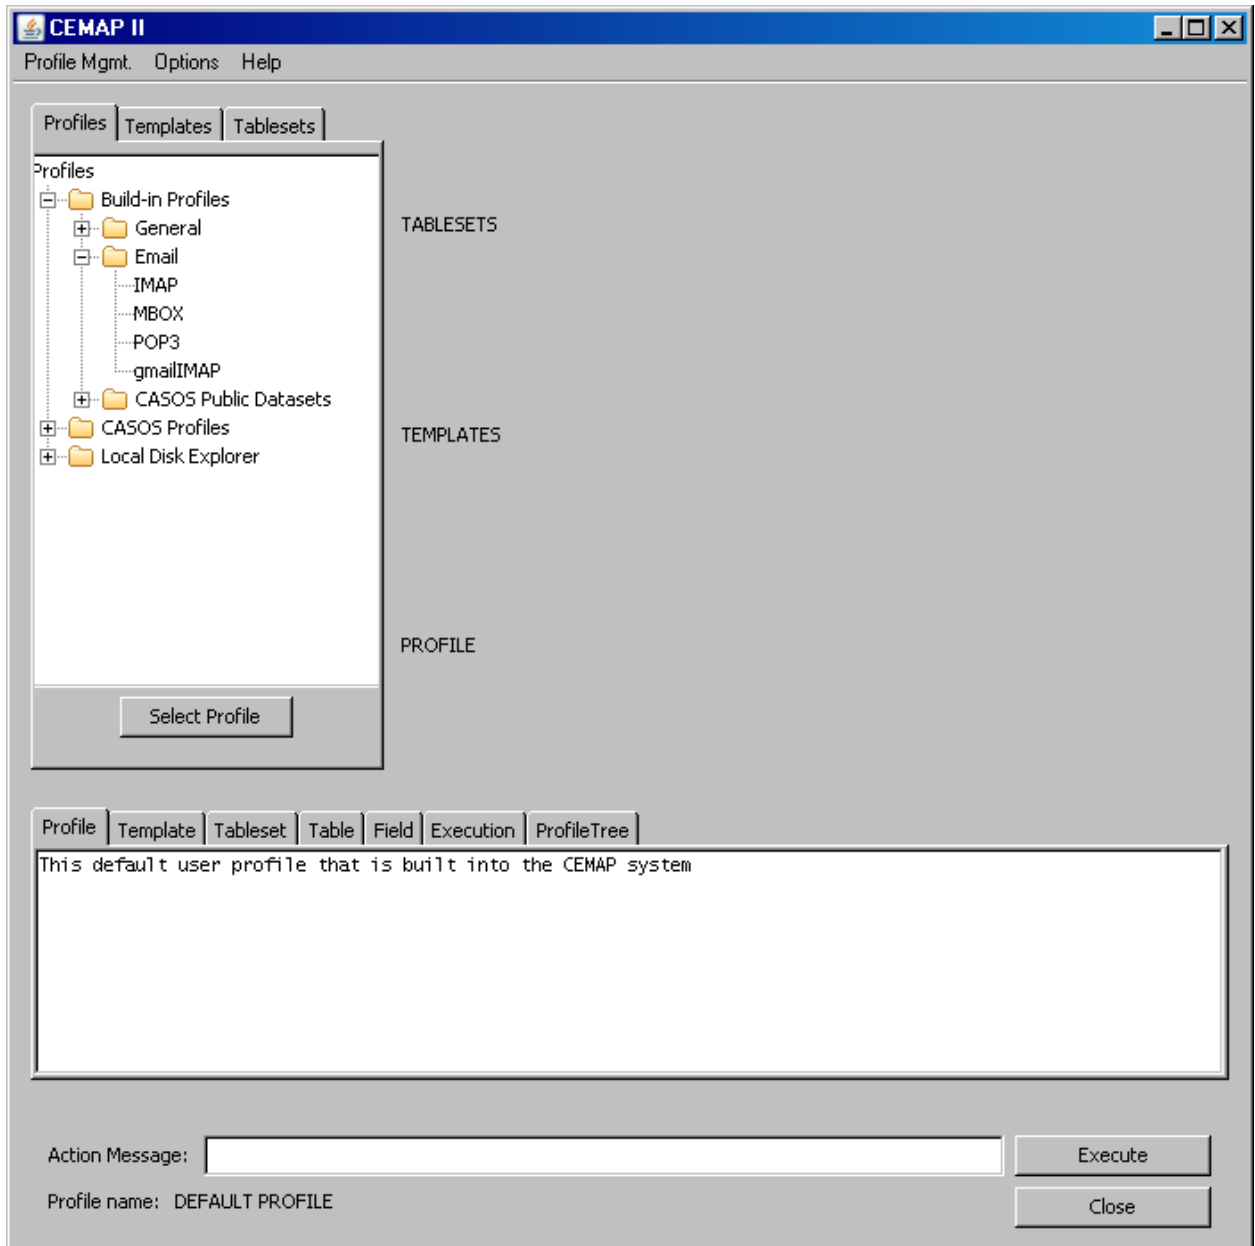 CEMAP II
Profile Mgmt. Options Help
Profiles Templates Tablesets
Profiles
Build-in Profiles
General
Email
IMAP
MBOX
POP3
gmailIMAP
CASOS Public Datasets
CASOS Profiles
Local Disk Explorer
Select Profile
TABLESETS
TEMPLATES
PROFILE
Profile Template Tableset Table Field Execution ProfileTree
This default user profile that is built into the CEMAP system
Action Message:
Execute
Profile name: DEFAULT PROFILE
Close